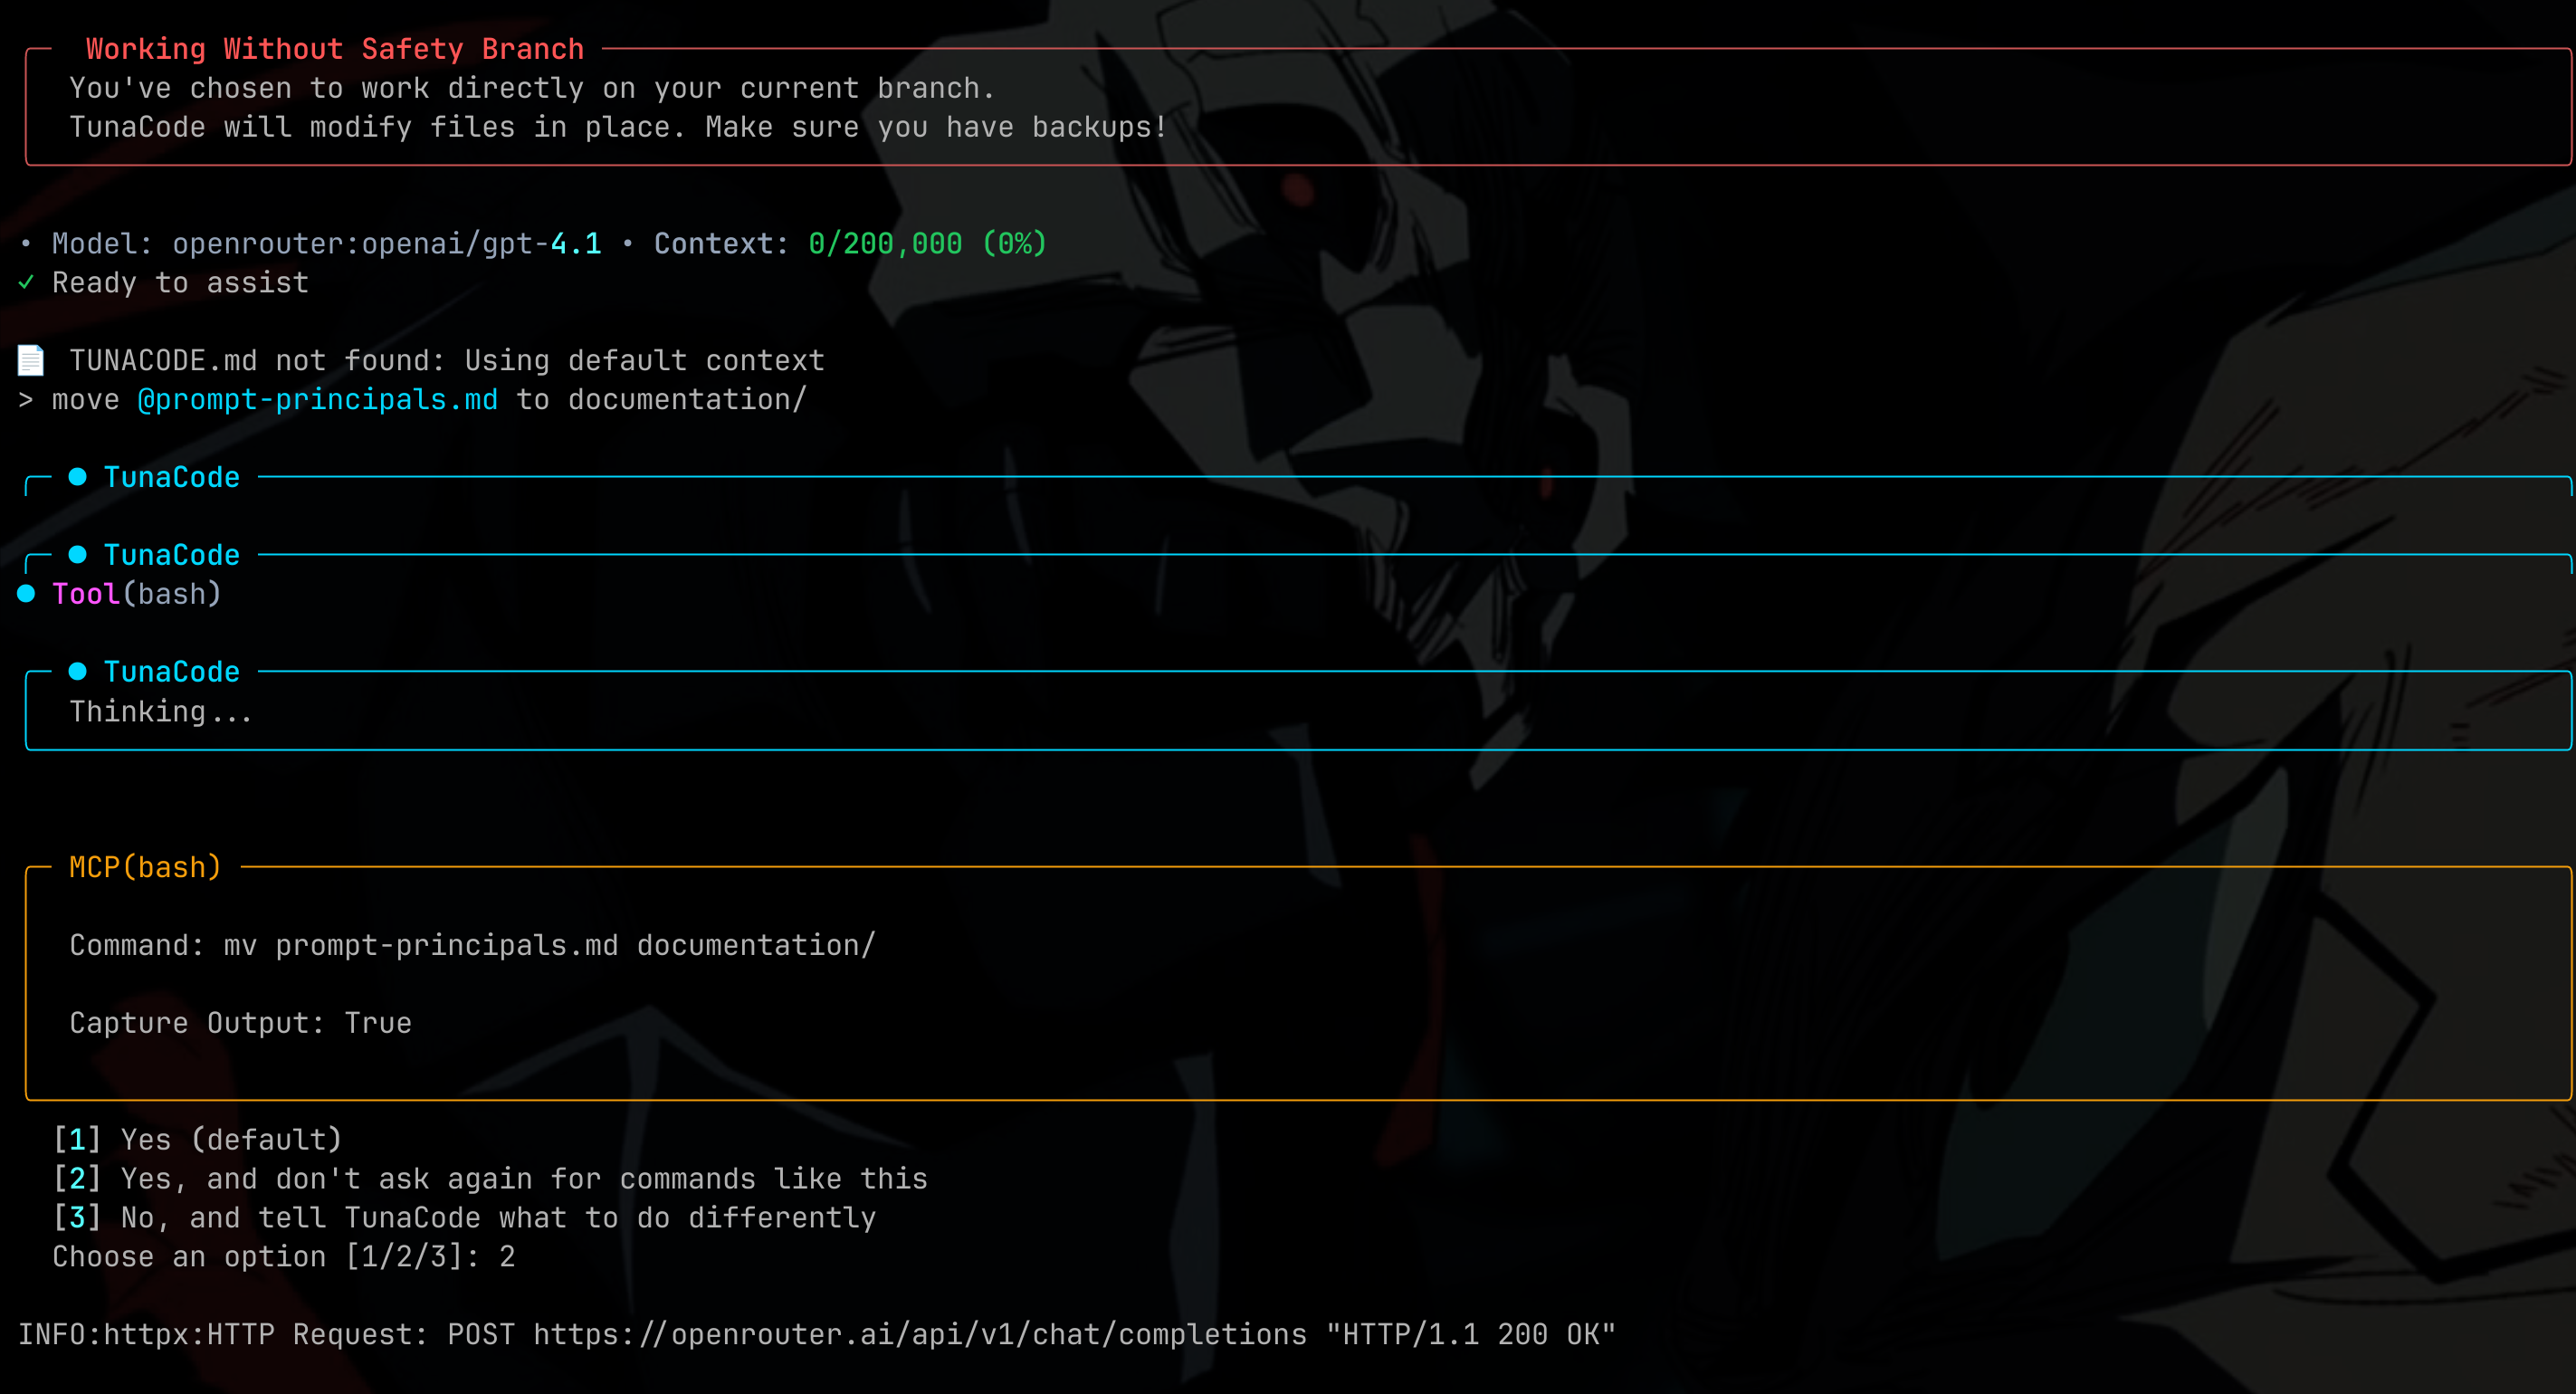 Working Without Safety Branch
You've chosen to work directly on your current branch.
TunaCode will modify files in place. Make sure you have backups!
• Model: openrouter:openai/gpt-4.1 • Context: 0/200,000 (0%)
✓ Ready to assist
TUNACODE.md not found: Using default context
> move @prompt-principals.md to documentation/
● TunaCode
● TunaCode
● Tool(bash)
● TunaCode
Thinking...
MCP(bash)
Command: mv prompt-principals.md documentation/
Capture Output: True
[1] Yes (default)
[2] Yes, and don't ask again for commands like this
[3] No, and tell TunaCode what to do differently
Choose an option [1/2/3]: 2
INFO:httpx:HTTP Request: POST https://openrouter.ai/api/v1/chat/completions "HTTP/1.1 200 OK"